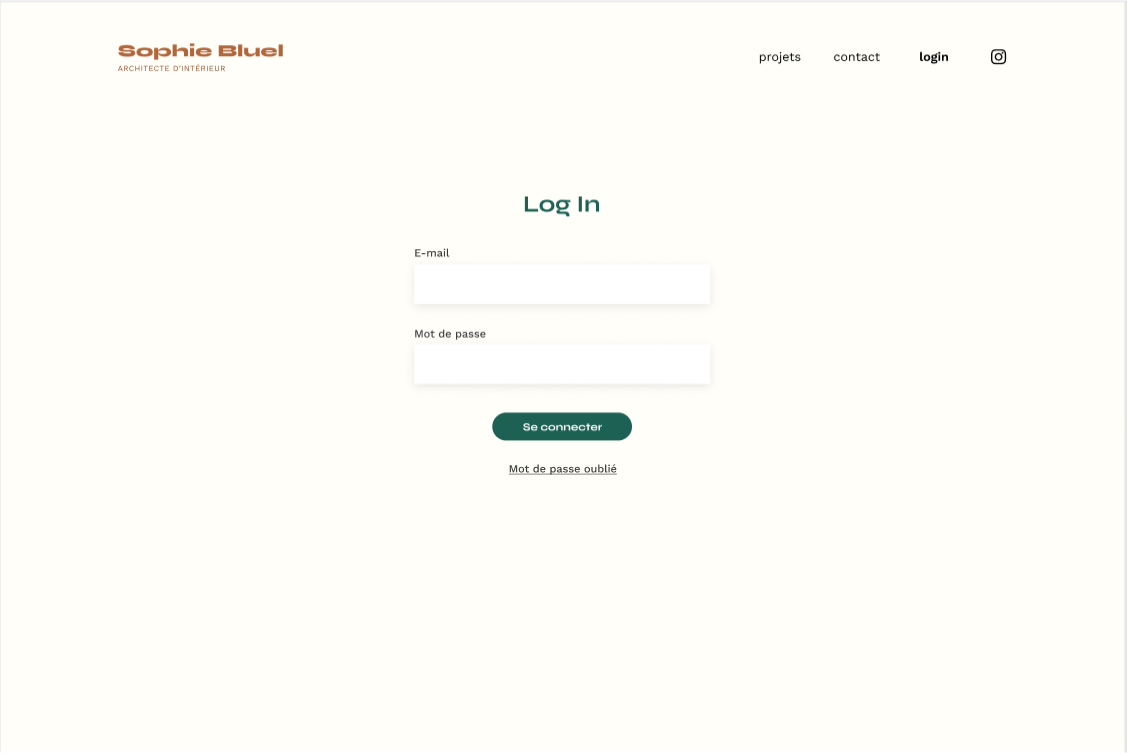 Sophie Bluel
ARCHITECTE D'INTÉRIEUR
projets contact login
Log In
E-mail
Mot de passe
Se connecter
Mot de passe oublié